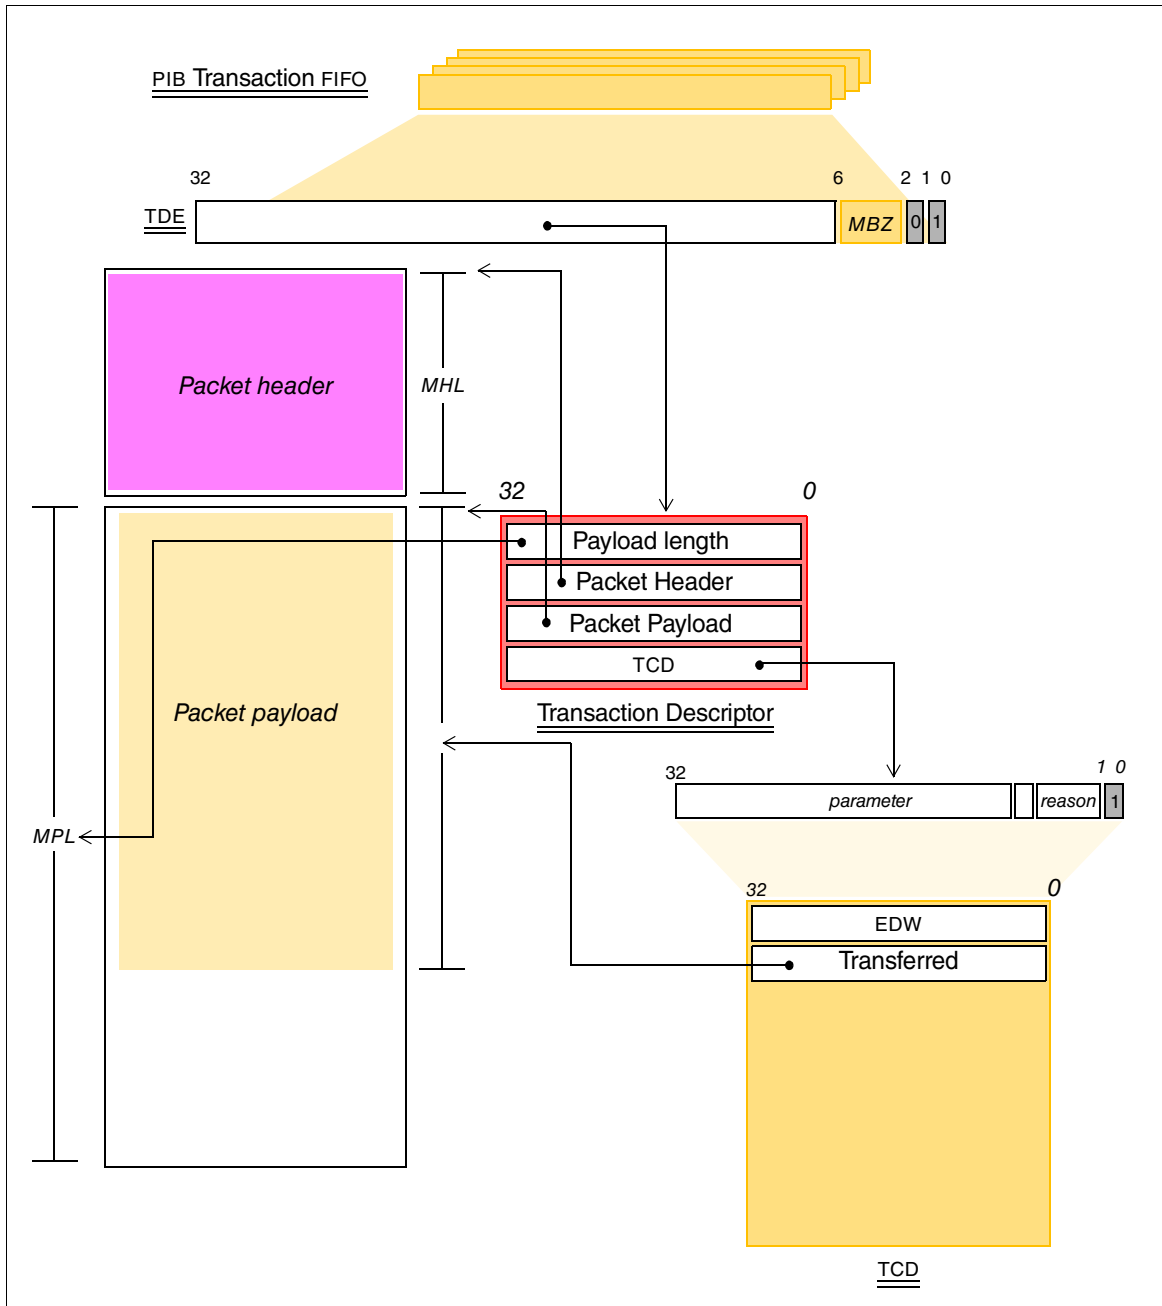 PIB Transaction FIFO
32 6 2 1 0
TDE MBZ 0 1
Packet header
MHL
32 0
Payload length
Packet Header
Packet Payload
TCD
Transaction Descriptor
Packet payload
MPL
32 1 0
parameter reason 1
32 0
EDW
Transferred
TCD